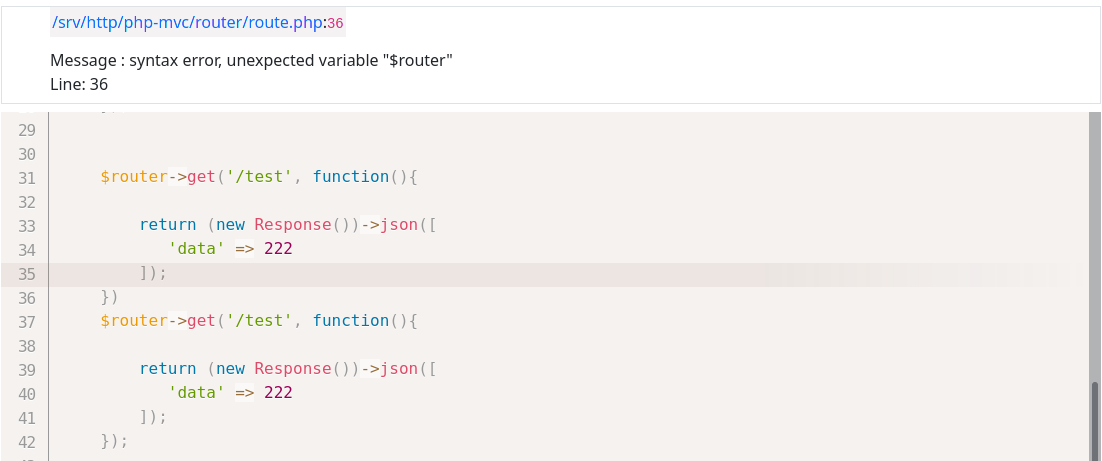 /srv/http/php-mvc/router/route.php:36
Message : syntax error, unexpected variable "$router"
Line: 36
29
30
31 $router->get('/test', function(){
32
33 return (new Response())->json([
34 'data' => 222
35 ]);
36 })
37 $router->get('/test', function(){
38
39 return (new Response())->json([
40 'data' => 222
41 ]);
42 });